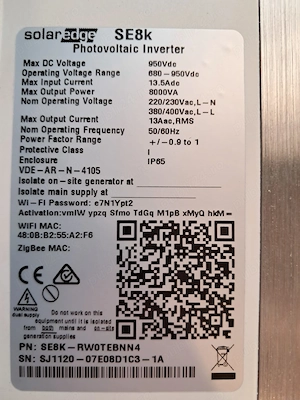 solaredge SE8k
Photovoltaic Inverter
Max DC Voltage 950Vdc
Operating Voltage Range 680-950Vdc
Max Input Current 13.5Adc
Max Output Power 8000VA
Nom Operating Voltage 220/230Vac, L-N
380/400Vac, L-L
Max Output Current 13Aac, RMS
Nom Operating Frequency 50/60Hz
Power Factor Range +/-0.9 to 1
Protective Class I
Enclosure IP65
VDE-AR-N-4105
Isolate on-site generator at
Isolate main supply at
Wi-Fi Password: e7N1Ypt2
Activation: vmIW ypzq Sfmo TdGq M1pB xMyQ hkM=
WiFi MAC:
48:0B:B2:55:A2:F6
ZigBee MAC:
CE
WARNING
dual supply
Do not work on this
equipment until it is isolated
from both mains and on-site
generation supplies
PN: SE8K-RW0TEBNN4
SN: SJ1120-07E08D1C3-1A